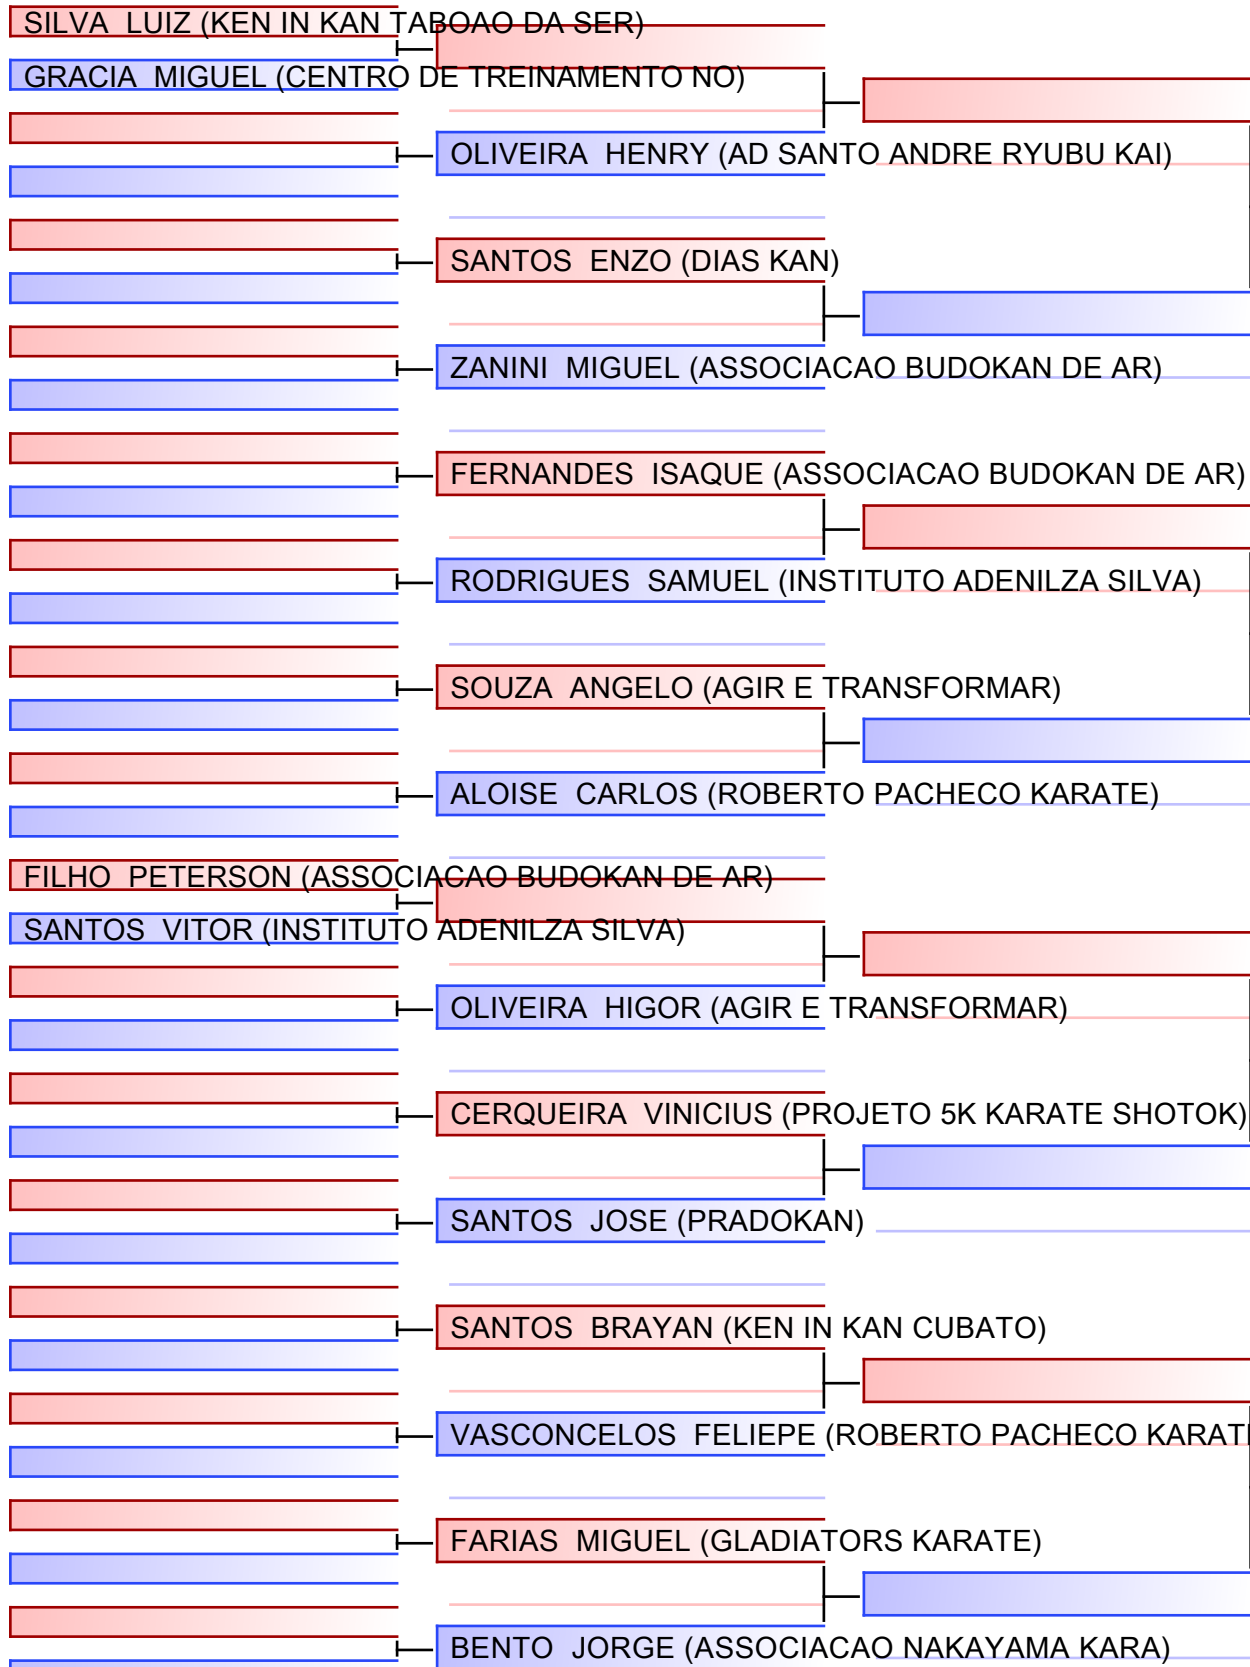 SILVA  LUIZ (KEN IN KAN TABOAO DA SER)
GRACIA  MIGUEL (CENTRO DE TREINAMENTO NO)
OLIVEIRA  HENRY (AD SANTO ANDRE RYUBU KAI)
SANTOS  ENZO (DIAS KAN)
ZANINI  MIGUEL (ASSOCIACAO BUDOKAN DE AR)
FERNANDES  ISAQUE (ASSOCIACAO BUDOKAN DE AR)
RODRIGUES  SAMUEL (INSTITUTO ADENILZA SILVA)
SOUZA  ANGELO (AGIR E TRANSFORMAR)
ALOISE  CARLOS (ROBERTO PACHECO KARATE)
FILHO  PETERSON (ASSOCIACAO BUDOKAN DE AR)
SANTOS  VITOR (INSTITUTO ADENILZA SILVA)
OLIVEIRA  HIGOR (AGIR E TRANSFORMAR)
CERQUEIRA  VINICIUS (PROJETO 5K KARATE SHOTOK)
SANTOS  JOSE (PRADOKAN)
SANTOS  BRAYAN (KEN IN KAN CUBATO)
VASCONCELOS  FELIEPE (ROBERTO PACHECO KARATE
FARIAS  MIGUEL (GLADIATORS KARATE)
BENTO  JORGE (ASSOCIACAO NAKAYAMA KARA)